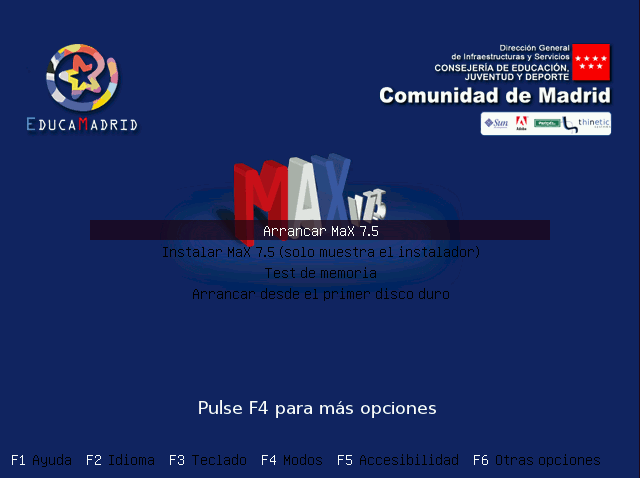 EDUCAMADRID
Dirección General
de Infraestructuras y Servicios
CONSEJERÍA DE EDUCACIÓN,
JUVENTUD Y DEPORTE
Comunidad de Madrid
Sun Adobe thinetic
MAX v7.5
Arrancar MaX 7.5
Instalar MaX 7.5 (solo muestra el instalador)
Test de memoria
Arrancar desde el primer disco duro
Pulse F4 para más opciones
F1 Ayuda F2 Idioma F3 Teclado F4 Modos F5 Accesibilidad F6 Otras opciones